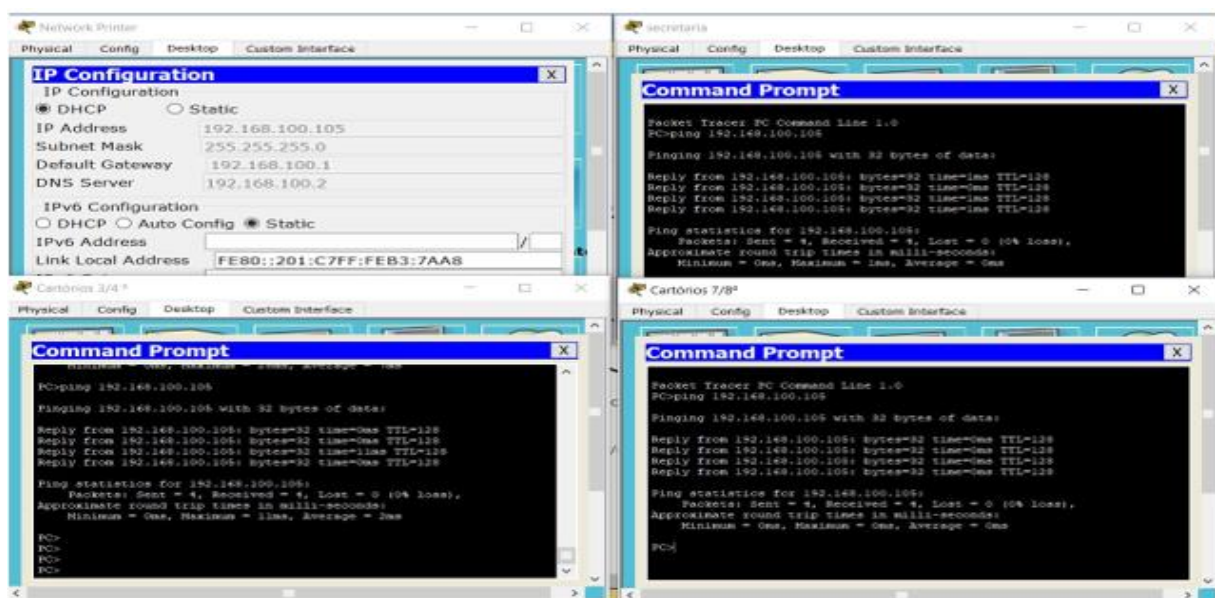 Network Printer
Physical Config Desktop Custom Interface
IP Configuration X
IP Configuration
DHCP Static
IP Address 192.168.100.105
Subnet Mask 255.255.255.0
Default Gateway 192.168.100.1
DNS Server 192.168.100.2
IPv6 Configuration
DHCP Auto Config Static
IPv6 Address /
Link Local Address FE80::201:C7FF:FEB3:7AA8
secretaria
Physical Config Desktop Custom Interface
Command Prompt X
Packet Tracer PC Command Line 1.0
PC>ping 192.168.100.105
Pinging 192.168.100.105 with 32 bytes of data:
Reply from 192.168.100.105: bytes=32 time=1ms TTL=128
Reply from 192.168.100.105: bytes=32 time=1ms TTL=128
Reply from 192.168.100.105: bytes=32 time=1ms TTL=128
Reply from 192.168.100.105: bytes=32 time=1ms TTL=128
Ping statistics for 192.168.100.105:
Packets: Sent = 4, Received = 4, Lost = 0 (0% loss),
Approximate round trip times in milli-seconds:
Minimum = 0ms, Maximum = 1ms, Average = 0ms
Cartórios 3/4ª
Physical Config Desktop Custom Interface
Command Prompt X
PC>ping 192.168.100.105
Pinging 192.168.100.105 with 32 bytes of data:
Reply from 192.168.100.105: bytes=32 time=0ms TTL=128
Reply from 192.168.100.105: bytes=32 time=0ms TTL=128
Reply from 192.168.100.105: bytes=32 time=11ms TTL=128
Reply from 192.168.100.105: bytes=32 time=0ms TTL=128
Ping statistics for 192.168.100.105:
Packets: Sent = 4, Received = 4, Lost = 0 (0% loss),
Approximate round trip times in milli-seconds:
Minimum = 0ms, Maximum = 11ms, Average = 2ms
PC>
PC>
PC>
PC>
Cartórios 7/8ª
Physical Config Desktop Custom Interface
Command Prompt X
Packet Tracer PC Command Line 1.0
PC>ping 192.168.100.105
Pinging 192.168.100.105 with 32 bytes of data:
Reply from 192.168.100.105: bytes=32 time=0ms TTL=128
Reply from 192.168.100.105: bytes=32 time=0ms TTL=128
Reply from 192.168.100.105: bytes=32 time=0ms TTL=128
Reply from 192.168.100.105: bytes=32 time=0ms TTL=128
Ping statistics for 192.168.100.105:
Packets: Sent = 4, Received = 4, Lost = 0 (0% loss),
Approximate round trip times in milli-seconds:
Minimum = 0ms, Maximum = 0ms, Average = 0ms
PC>